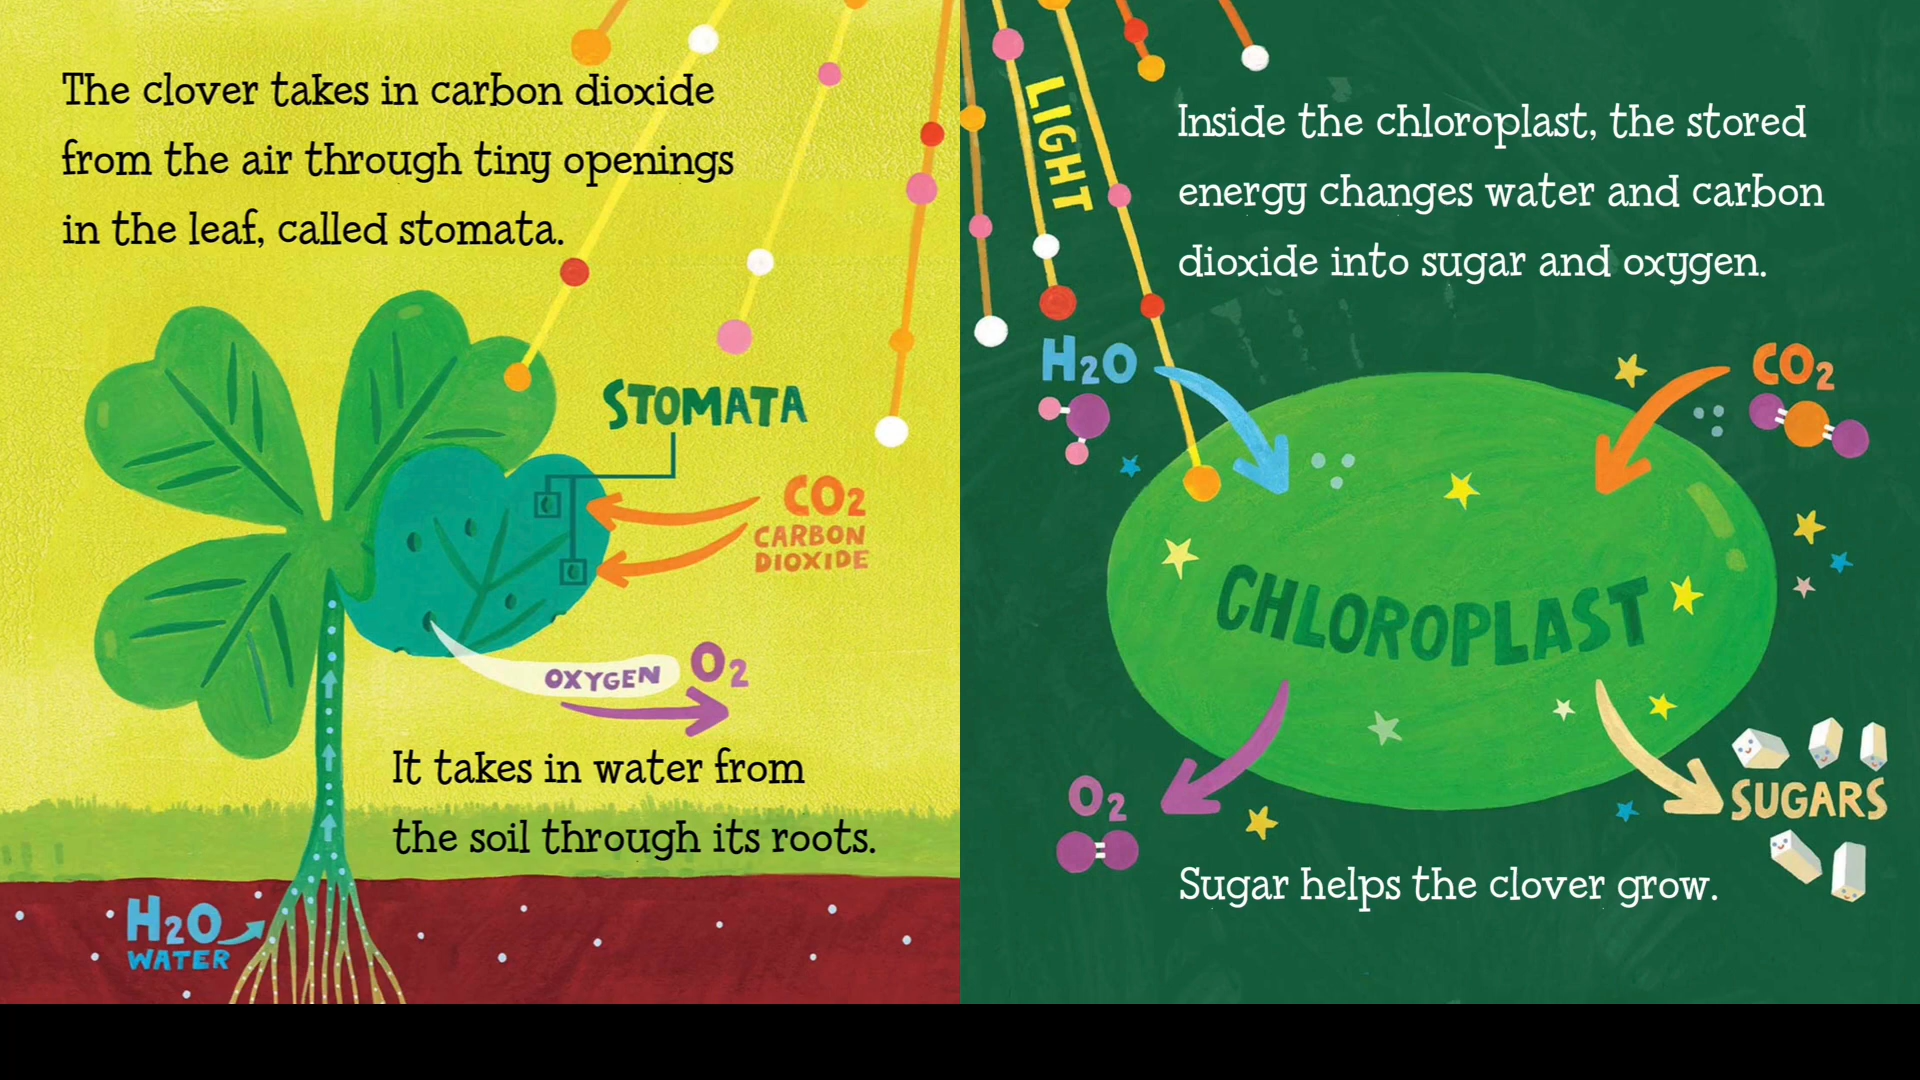 The clover takes in carbon dioxide
from the air through tiny openings
in the leaf, called stomata.
STOMATA
CO2
CARBON
DIOXIDE
OXYGEN O2
It takes in water from
the soil through its roots.
H2O
WATER
LIGHT
Inside the chloroplast, the stored
energy changes water and carbon
dioxide into sugar and oxygen.
H2O
CO2
CHLOROPLAST
O2
SUGARS
Sugar helps the clover grow.